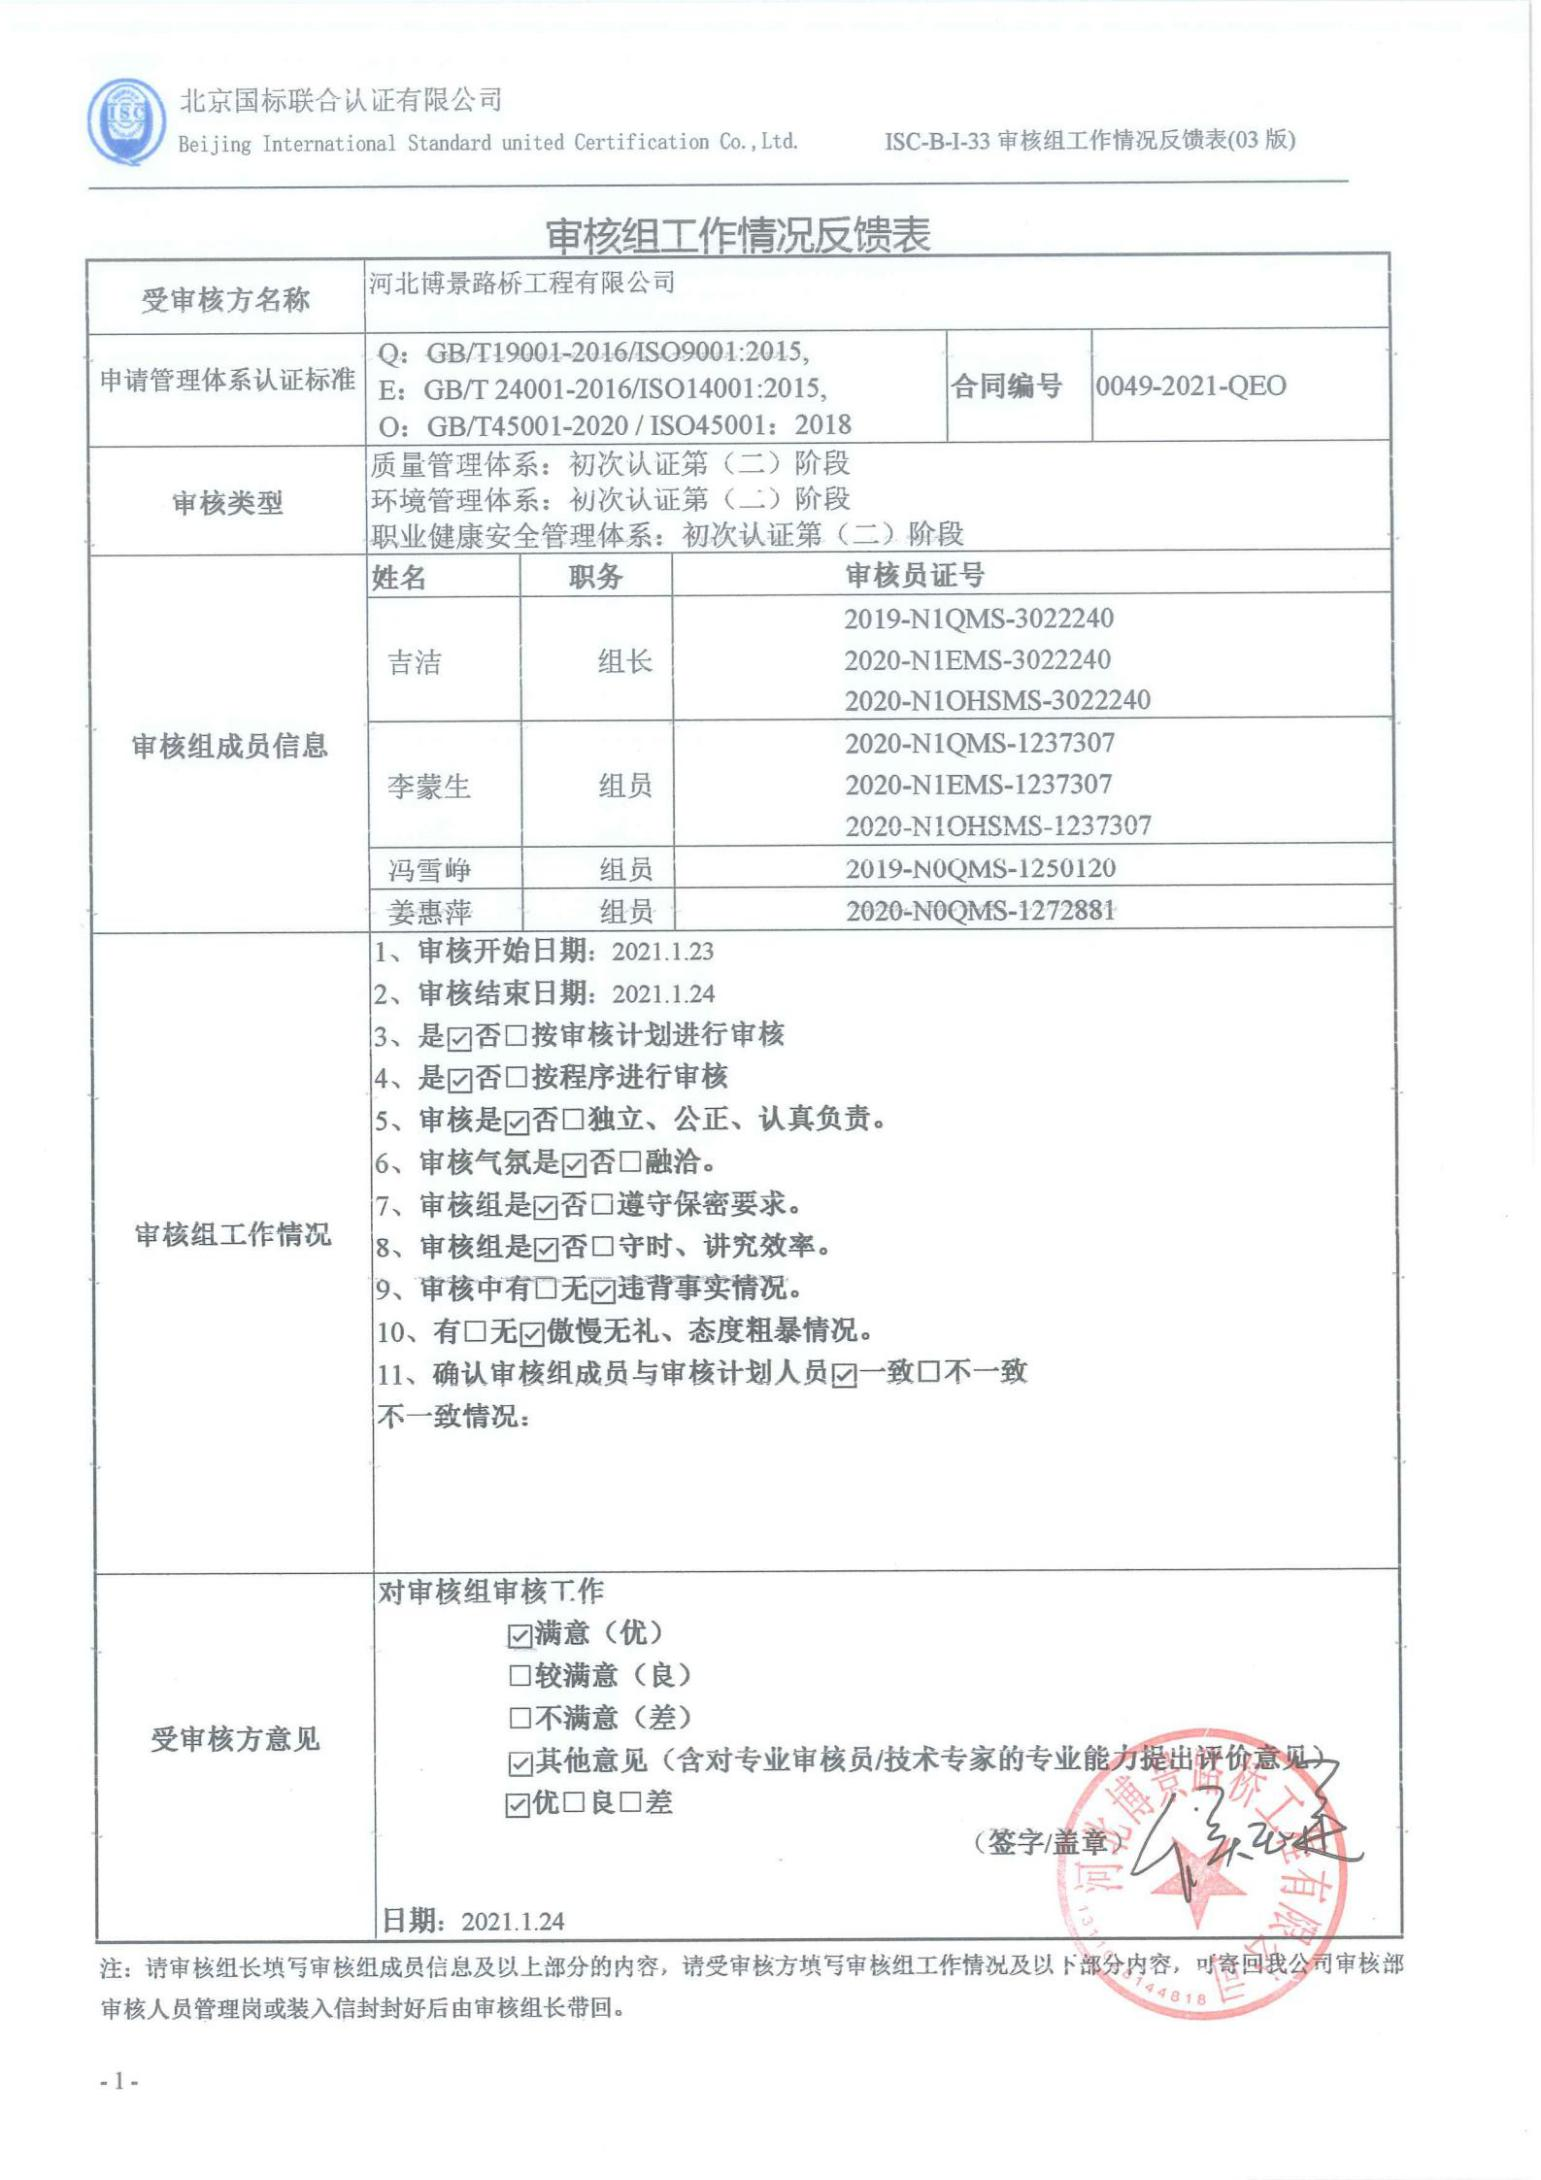 北京国标联合认证有限公司
Beijing International Standard united Certification Co.,Ltd.
ISC-B-I-33 审核组工作情况反馈表(03 版)
ISC
审核组工作情况反馈表
受审核方名称
河北博景路桥工程有限公司
申请管理体系认证标准
Q：GB/T19001-2016/ISO9001:2015,
E：GB/T 24001-2016/ISO14001:2015,
O：GB/T45001-2020 / ISO45001：2018
合同编号
0049-2021-QEO
审核类型
质量管理体系：初次认证第（二）阶段
环境管理体系：初次认证第（二）阶段
职业健康安全管理体系：初次认证第（二）阶段
审核组成员信息
姓名 职务 审核员证号
吉洁 组长
2019-N1QMS-3022240
2020-N1EMS-3022240
2020-N1OHSMS-3022240
李蒙生 组员
2020-N1QMS-1237307
2020-N1EMS-1237307
2020-N1OHSMS-1237307
冯雪峥 组员 2019-N0QMS-1250120
姜惠萍 组员 2020-N0QMS-1272881
审核组工作情况
1、审核开始日期：2021.1.23
2、审核结束日期：2021.1.24
3、是☑否□按审核计划进行审核
4、是☑否□按程序进行审核
5、审核是☑否□独立、公正、认真负责。
6、审核气氛是☑否□融洽。
7、审核组是☑否□遵守保密要求。
8、审核组是☑否□守时、讲究效率。
9、审核中有□无☑违背事实情况。
10、有□无☑傲慢无礼、态度粗暴情况。
11、确认审核组成员与审核计划人员☑一致□不一致
不一致情况：
受审核方意见
对审核组审核工作
☑满意（优）
□较满意（良）
□不满意（差）
☑其他意见（含对专业审核员/技术专家的专业能力提出评价意见）
☑优□良□差
（签字/盖章）
河北博景路桥工程有限公司
日期：2021.1.24
注：请审核组长填写审核组成员信息及以上部分的内容，请受审核方填写审核组工作情况及以下部分内容，可寄回我公司审核部
审核人员管理岗或装入信封封好后由审核组长带回。
- 1 -